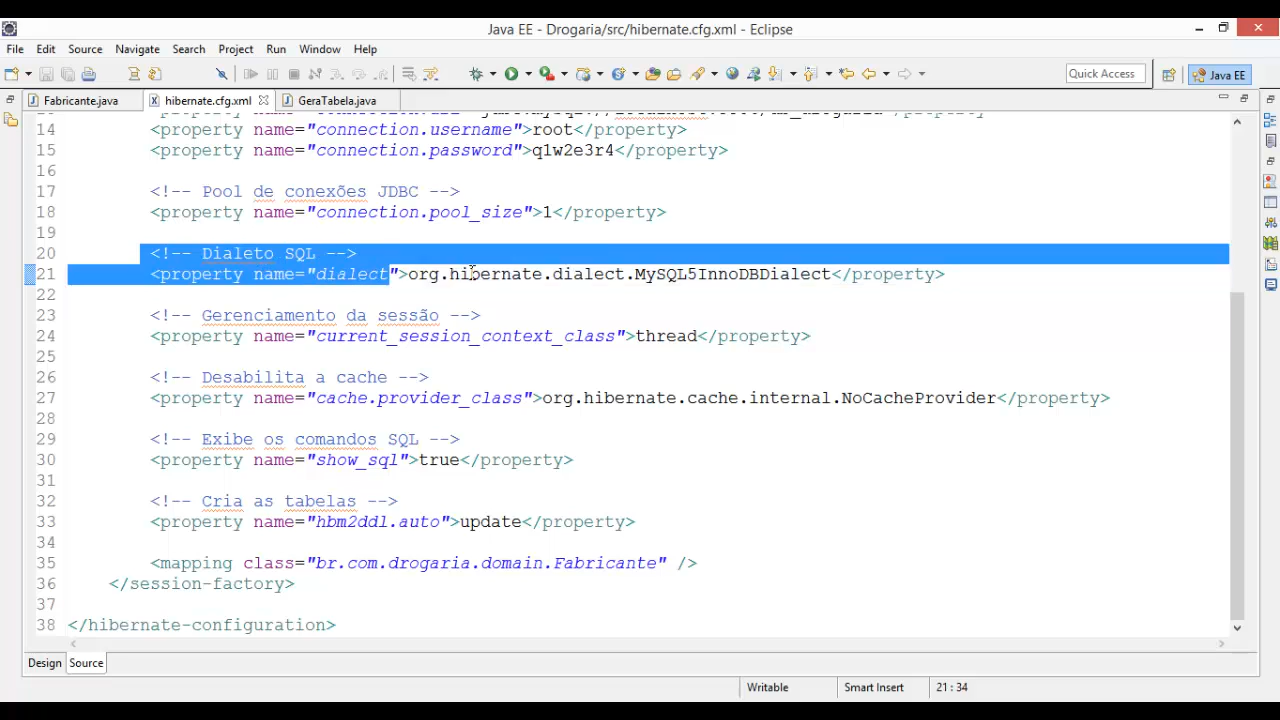 Java EE - Drogaria/src/hibernate.cfg.xml - Eclipse
File Edit Source Navigate Search Project Run Window Help
Quick Access
Java EE
Fabricante.java
hibernate.cfg.xml
GeraTabela.java
14 <property name="connection.username">root</property>
15 <property name="connection.password">q1w2e3r4</property>
16
17 <!-- Pool de conexões JDBC -->
18 <property name="connection.pool_size">1</property>
19
20 <!-- Dialeto SQL -->
21 <property name="dialect">org.hibernate.dialect.MySQL5InnoDBDialect</property>
22
23 <!-- Gerenciamento da sessão -->
24 <property name="current_session_context_class">thread</property>
25
26 <!-- Desabilita a cache -->
27 <property name="cache.provider_class">org.hibernate.cache.internal.NoCacheProvider</property>
28
29 <!-- Exibe os comandos SQL -->
30 <property name="show_sql">true</property>
31
32 <!-- Cria as tabelas -->
33 <property name="hbm2ddl.auto">update</property>
34
35 <mapping class="br.com.drogaria.domain.Fabricante" />
36 </session-factory>
37
38 </hibernate-configuration>
Design Source
Writable Smart Insert 21 : 34